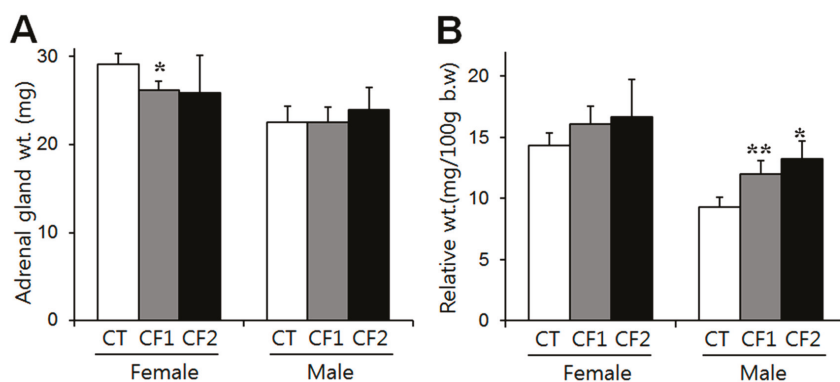 A
Adrenal gland wt. (mg)
30
20
10
0
*
CT CF1 CF2 CT CF1 CF2
Female Male
B
Relative wt.(mg/100g b.w)
20
15
10
5
0
** *
CT CF1 CF2 CT CF1 CF2
Female Male